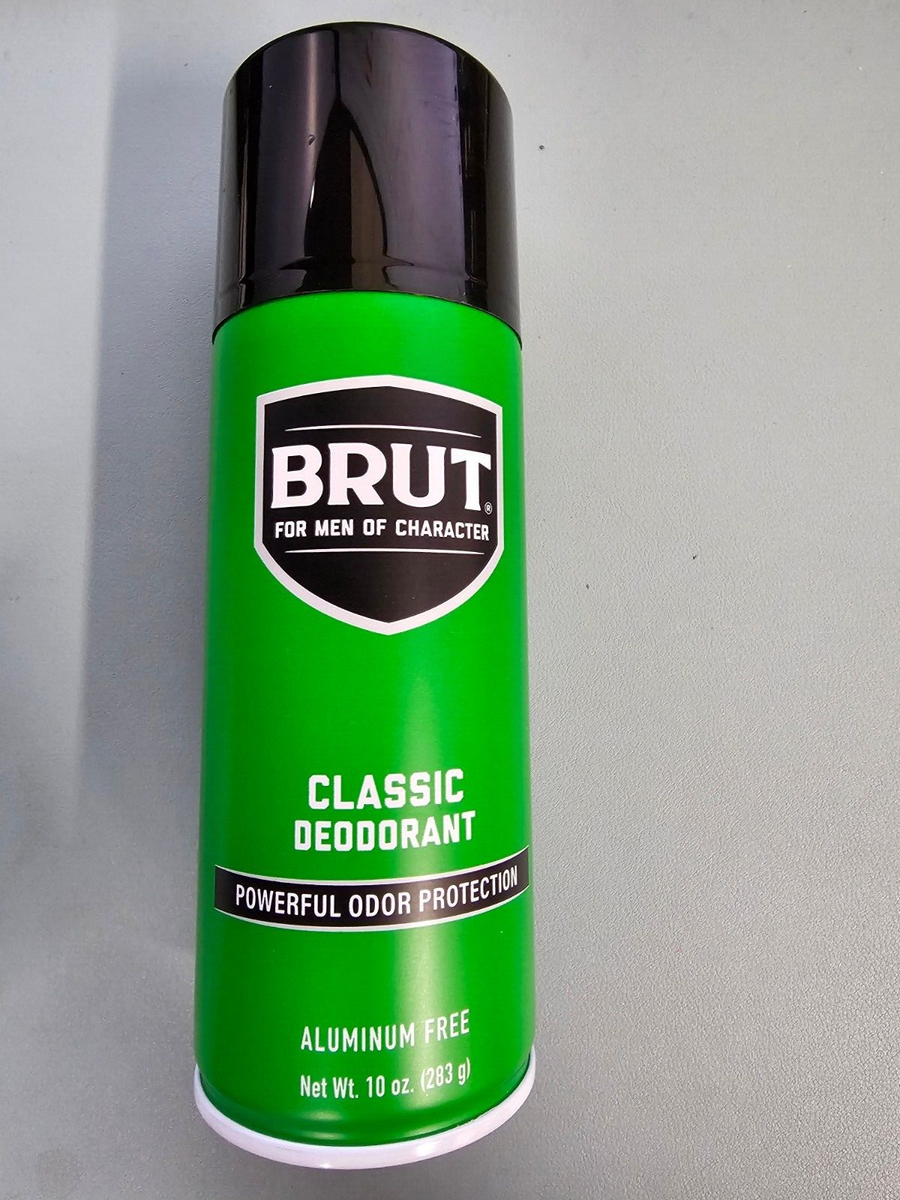 BRUT®
FOR MEN OF CHARACTER
CLASSIC
DEODORANT
POWERFUL ODOR PROTECTION
ALUMINUM FREE
Net Wt. 10 oz. (283 g)